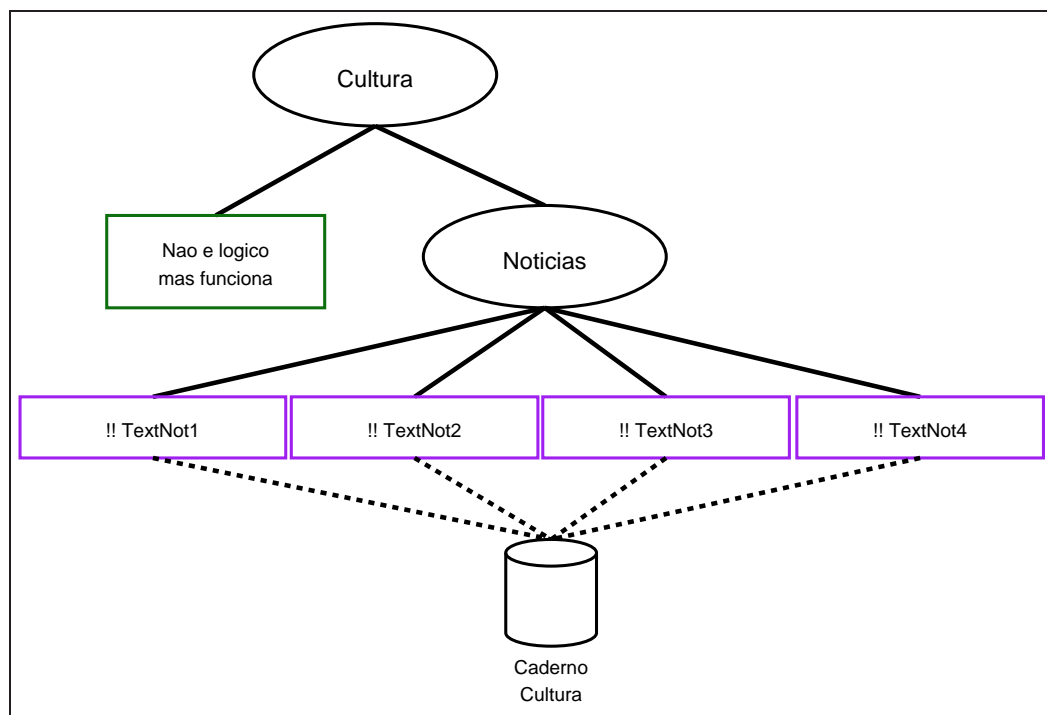 Cultura
Nao e logico
mas funciona
Noticias
!! TextNot1
!! TextNot2
!! TextNot3
!! TextNot4
Caderno
Cultura